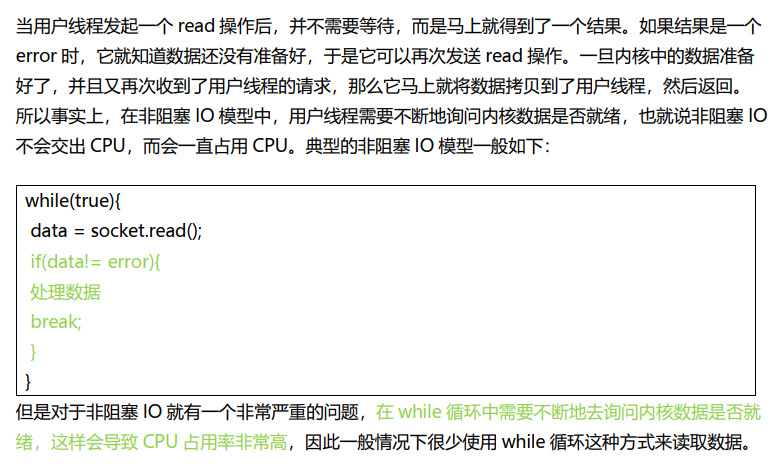 当用户线程发起一个 read 操作后，并不需要等待，而是马上就得到了一个结果。如果结果是一个
error 时，它就知道数据还没有准备好，于是它可以再次发送 read 操作。一旦内核中的数据准备
好了，并且又再次收到了用户线程的请求，那么它马上就将数据拷贝到了用户线程，然后返回。
所以事实上，在非阻塞 IO 模型中，用户线程需要不断地询问内核数据是否就绪，也就说非阻塞 IO
不会交出 CPU，而会一直占用 CPU。典型的非阻塞 IO 模型一般如下：
while(true){
data = socket.read();
if(data!= error){
处理数据
break;
}
}
但是对于非阻塞 IO 就有一个非常严重的问题，在 while 循环中需要不断地去询问内核数据是否就
绪，这样会导致 CPU 占用率非常高，因此一般情况下很少使用 while 循环这种方式来读取数据。